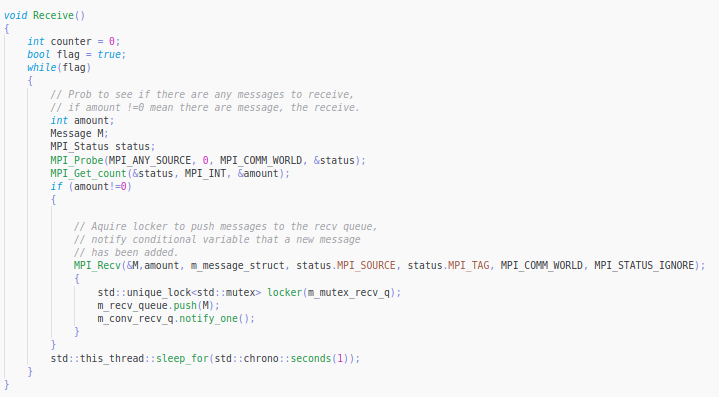 void Receive()
{
    int counter = 0;
    bool flag = true;
    while(flag)
    {
        // Prob to see if there are any messages to receive,
        // if amount !=0 mean there are message, the receive.
        int amount;
        Message M;
        MPI_Status status;
        MPI_Probe(MPI_ANY_SOURCE, 0, MPI_COMM_WORLD, &status);
        MPI_Get_count(&status, MPI_INT, &amount);
        if (amount!=0)
        {
            // Aquire locker to push messages to the recv queue,
            // notify conditional variable that a new message
            // has been added.
            MPI_Recv(&M,amount, m_message_struct, status.MPI_SOURCE, status.MPI_TAG, MPI_COMM_WORLD, MPI_STATUS_IGNORE);
            {
                std::unique_lock<std::mutex> locker(m_mutex_recv_q);
                m_recv_queue.push(M);
                m_conv_recv_q.notify_one();
            }
        }
        std::this_thread::sleep_for(std::chrono::seconds(1));
    }
}